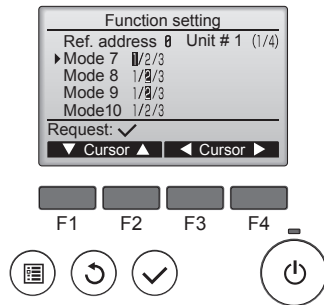 Function setting
Ref. address 0 Unit # 1 (1/4)
Mode 7 1/2/3
Mode 8 1/2/3
Mode 9 1/2/3
Mode10 1/2/3
Request: ✓
▼ Cursor ▲ ◀ Cursor ▶
F1 F2 F3 F4